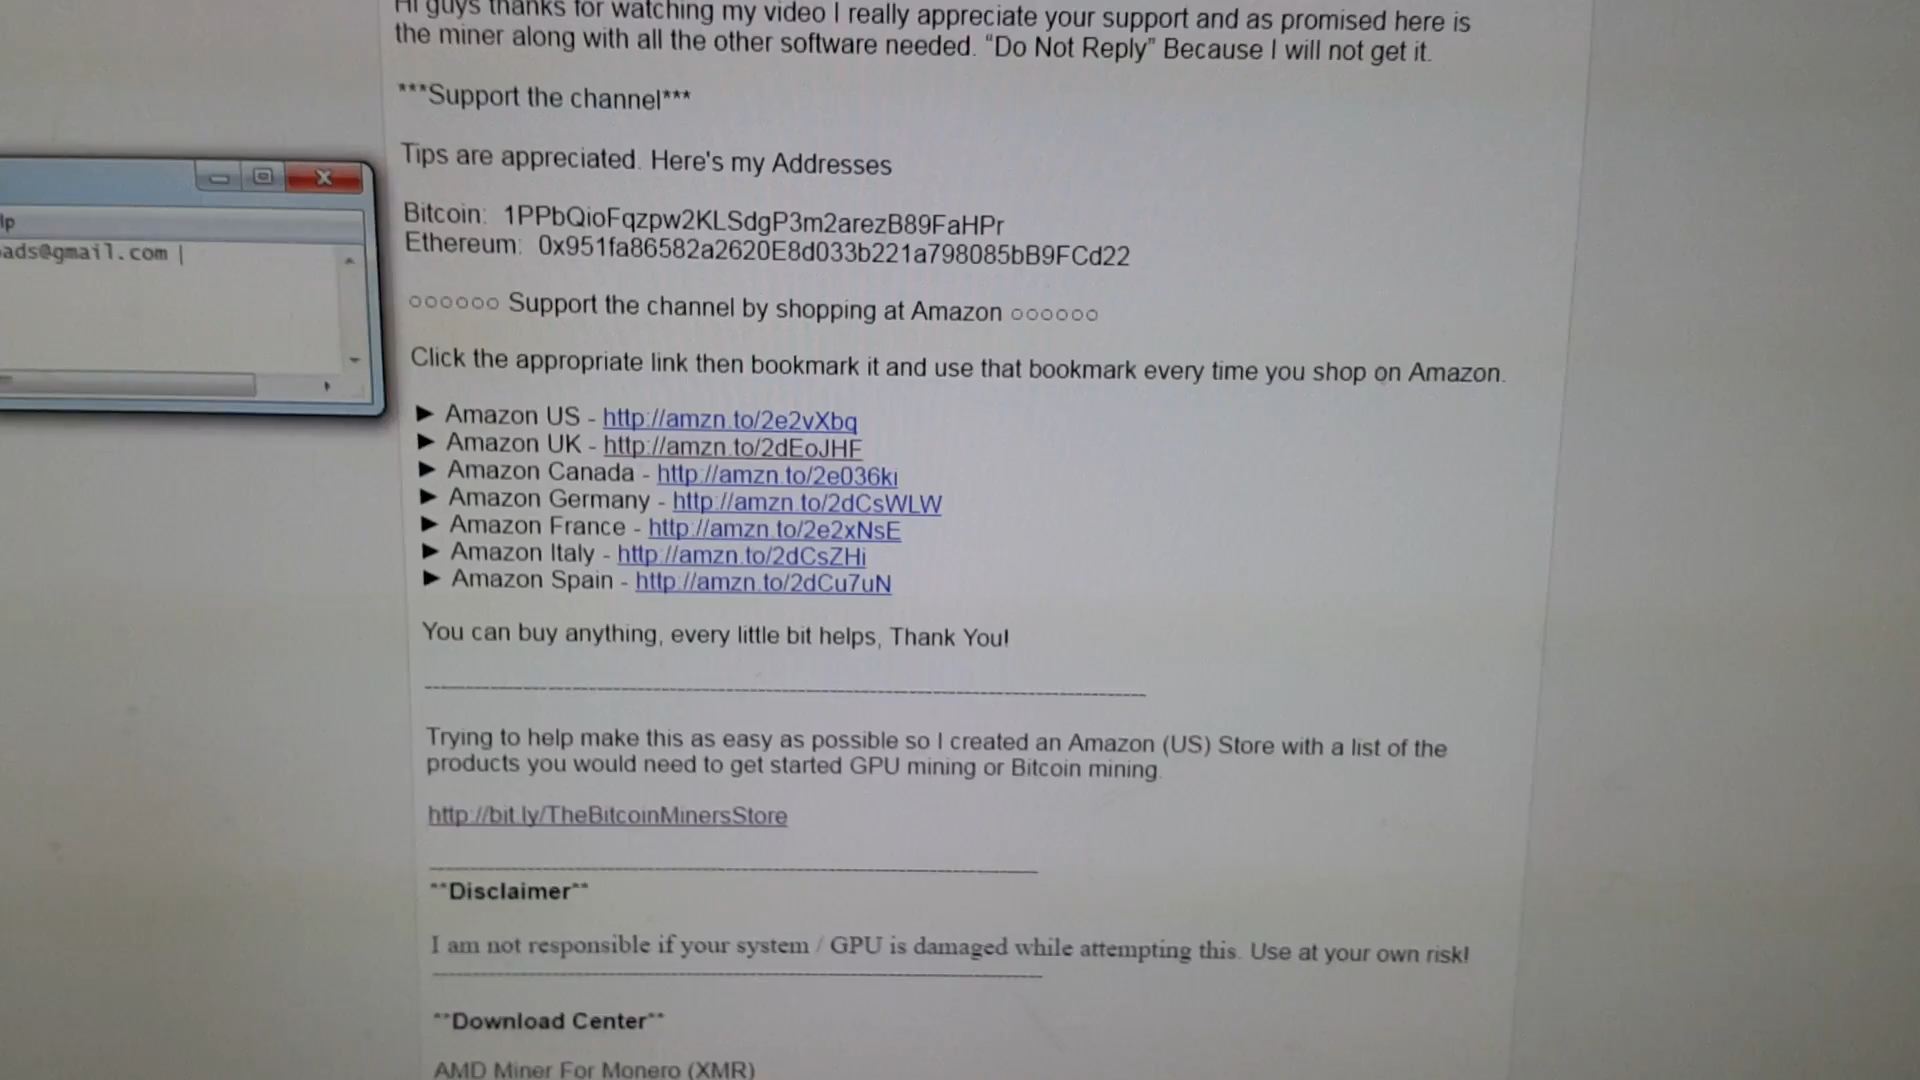 Hi guys thanks for watching my video I really appreciate your support and as promised here is
the miner along with all the other software needed. “Do Not Reply” Because I will not get it.
***Support the channel***
Tips are appreciated. Here's my Addresses
Bitcoin: 1PPbQioFqzpw2KLSdgP3m2arezB89FaHPr
Ethereum: 0x951fa86582a2620E8d033b221a798085bB9FCd22
○○○○○○ Support the channel by shopping at Amazon ○○○○○○
Click the appropriate link then bookmark it and use that bookmark every time you shop on Amazon.
► Amazon US - http://amzn.to/2e2vXbq
► Amazon UK - http://amzn.to/2dEoJHF
► Amazon Canada - http://amzn.to/2e036ki
► Amazon Germany - http://amzn.to/2dCsWLW
► Amazon France - http://amzn.to/2e2xNsE
► Amazon Italy - http://amzn.to/2dCsZHi
► Amazon Spain - http://amzn.to/2dCu7uN
You can buy anything, every little bit helps, Thank You!
Trying to help make this as easy as possible so I created an Amazon (US) Store with a list of the
products you would need to get started GPU mining or Bitcoin mining.
http://bit.ly/TheBitcoinMinersStore
**Disclaimer**
I am not responsible if your system / GPU is damaged while attempting this. Use at your own risk!
**Download Center**
AMD Miner For Monero (XMR)
lp
ads@gmail.com